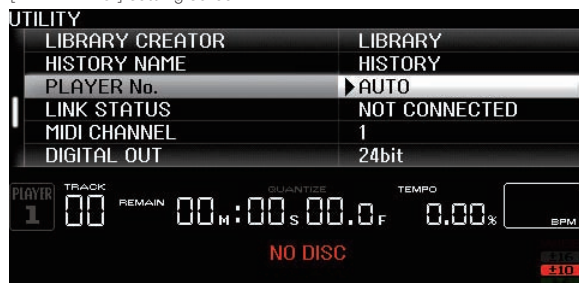 UTILITY
LIBRARY CREATOR LIBRARY
HISTORY NAME HISTORY
PLAYER No. ▶AUTO
LINK STATUS NOT CONNECTED
MIDI CHANNEL 1
DIGITAL OUT 24bit
PLAYER TRACK REMAIN QUANTIZE TEMPO
1 00 00M:00S00.0F 0.00% BPM
NO DISC
±16
±10